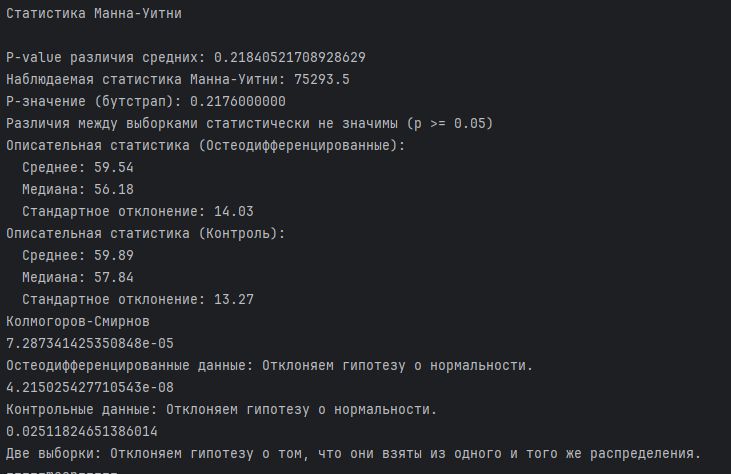 Статистика Манна-Уитни
P-value различия средних: 0.21840521708928629
Наблюдаемая статистика Манна-Уитни: 75293.5
P-значение (бутстрап): 0.2176000000
Различия между выборками статистически не значимы (p >= 0.05)
Описательная статистика (Остеодифференцированные):
Среднее: 59.54
Медиана: 56.18
Стандартное отклонение: 14.03
Описательная статистика (Контроль):
Среднее: 59.89
Медиана: 57.84
Стандартное отклонение: 13.27
Колмогоров-Смирнов
7.287341425350848e-05
Остеодифференцированные данные: Отклоняем гипотезу о нормальности.
4.215025427710543e-08
Контрольные данные: Отклоняем гипотезу о нормальности.
0.02511824651386014
Две выборки: Отклоняем гипотезу о том, что они взяты из одного и того же распределения.